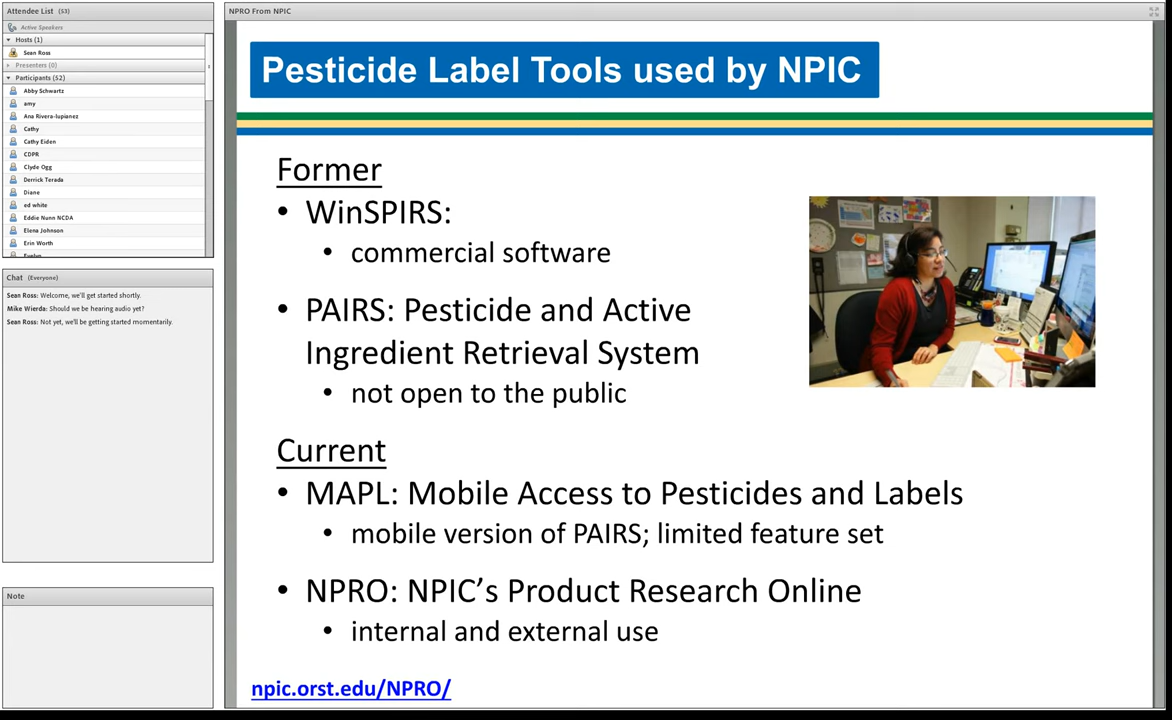 Attendee List (53)
Active Speakers
Hosts (1)
Sean Ross
Presenters (0)
Participants (52)
Abby Schwartz
amy
Ana Rivera-lupianez
Cathy
Cathy Eiden
CDPR
Clyde Ogg
Derrick Terada
Diane
ed white
Eddie Nunn NCDA
Elena Johnson
Erin Worth
Evelyn
Chat (Everyone)
Sean Ross: Welcome, we'll get started shortly.
Mike Wierda: Should we be hearing audio yet?
Sean Ross: Not yet, we'll be getting started momentarily.
Note
NPRO From NPIC
Pesticide Label Tools used by NPIC
Former
• WinSPIRS:
• commercial software
• PAIRS: Pesticide and Active
Ingredient Retrieval System
• not open to the public
Current
• MAPL: Mobile Access to Pesticides and Labels
• mobile version of PAIRS; limited feature set
• NPRO: NPIC's Product Research Online
• internal and external use
npic.orst.edu/NPRO/